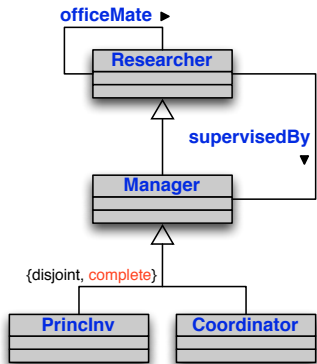 officeMate ►
Researcher
supervisedBy
▼
Manager
{disjoint, complete}
PrincInv
Coordinator